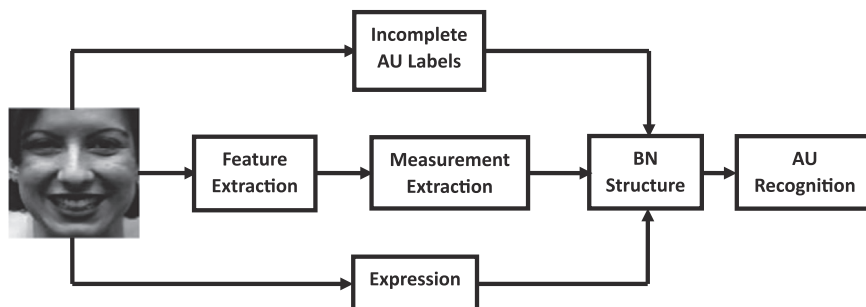 Incomplete
AU Labels
Feature
Extraction
Measurement
Extraction
BN
Structure
AU
Recognition
Expression